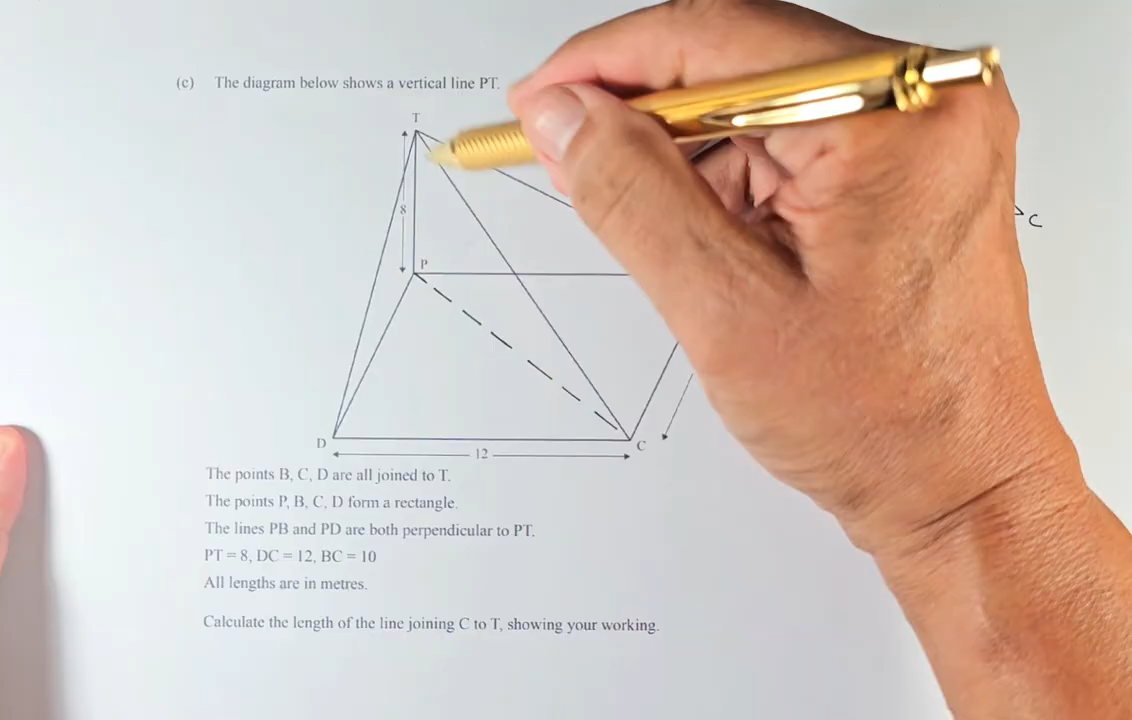 (c) The diagram below shows a vertical line PT.
T
8
C
P
D
C
12
The points B, C, D are all joined to T.
The points P, B, C, D form a rectangle.
The lines PB and PD are both perpendicular to PT.
PT = 8, DC = 12, BC = 10
All lengths are in metres.
Calculate the length of the line joining C to T, showing your working.